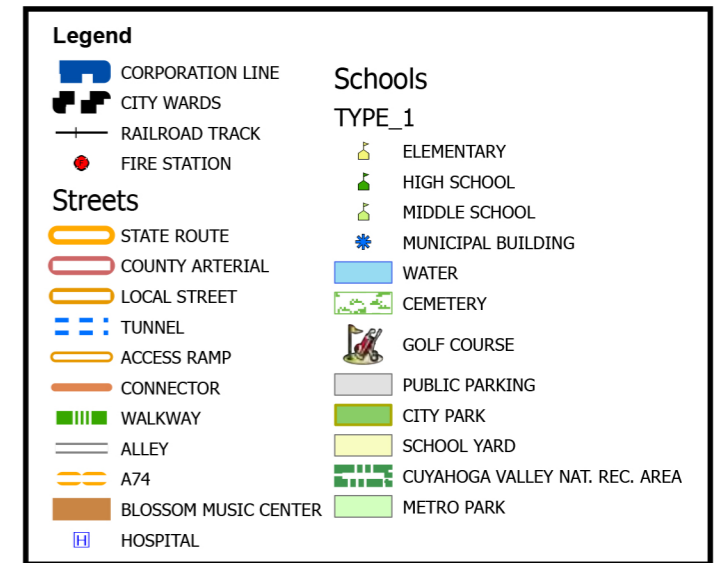 Legend
CORPORATION LINE
CITY WARDS
RAILROAD TRACK
FIRE STATION
Streets
STATE ROUTE
COUNTY ARTERIAL
LOCAL STREET
TUNNEL
ACCESS RAMP
CONNECTOR
WALKWAY
ALLEY
A74
BLOSSOM MUSIC CENTER
H HOSPITAL
Schools
TYPE_1
ELEMENTARY
HIGH SCHOOL
MIDDLE SCHOOL
MUNICIPAL BUILDING
WATER
CEMETERY
GOLF COURSE
PUBLIC PARKING
CITY PARK
SCHOOL YARD
CUYAHOGA VALLEY NAT. REC. AREA
METRO PARK